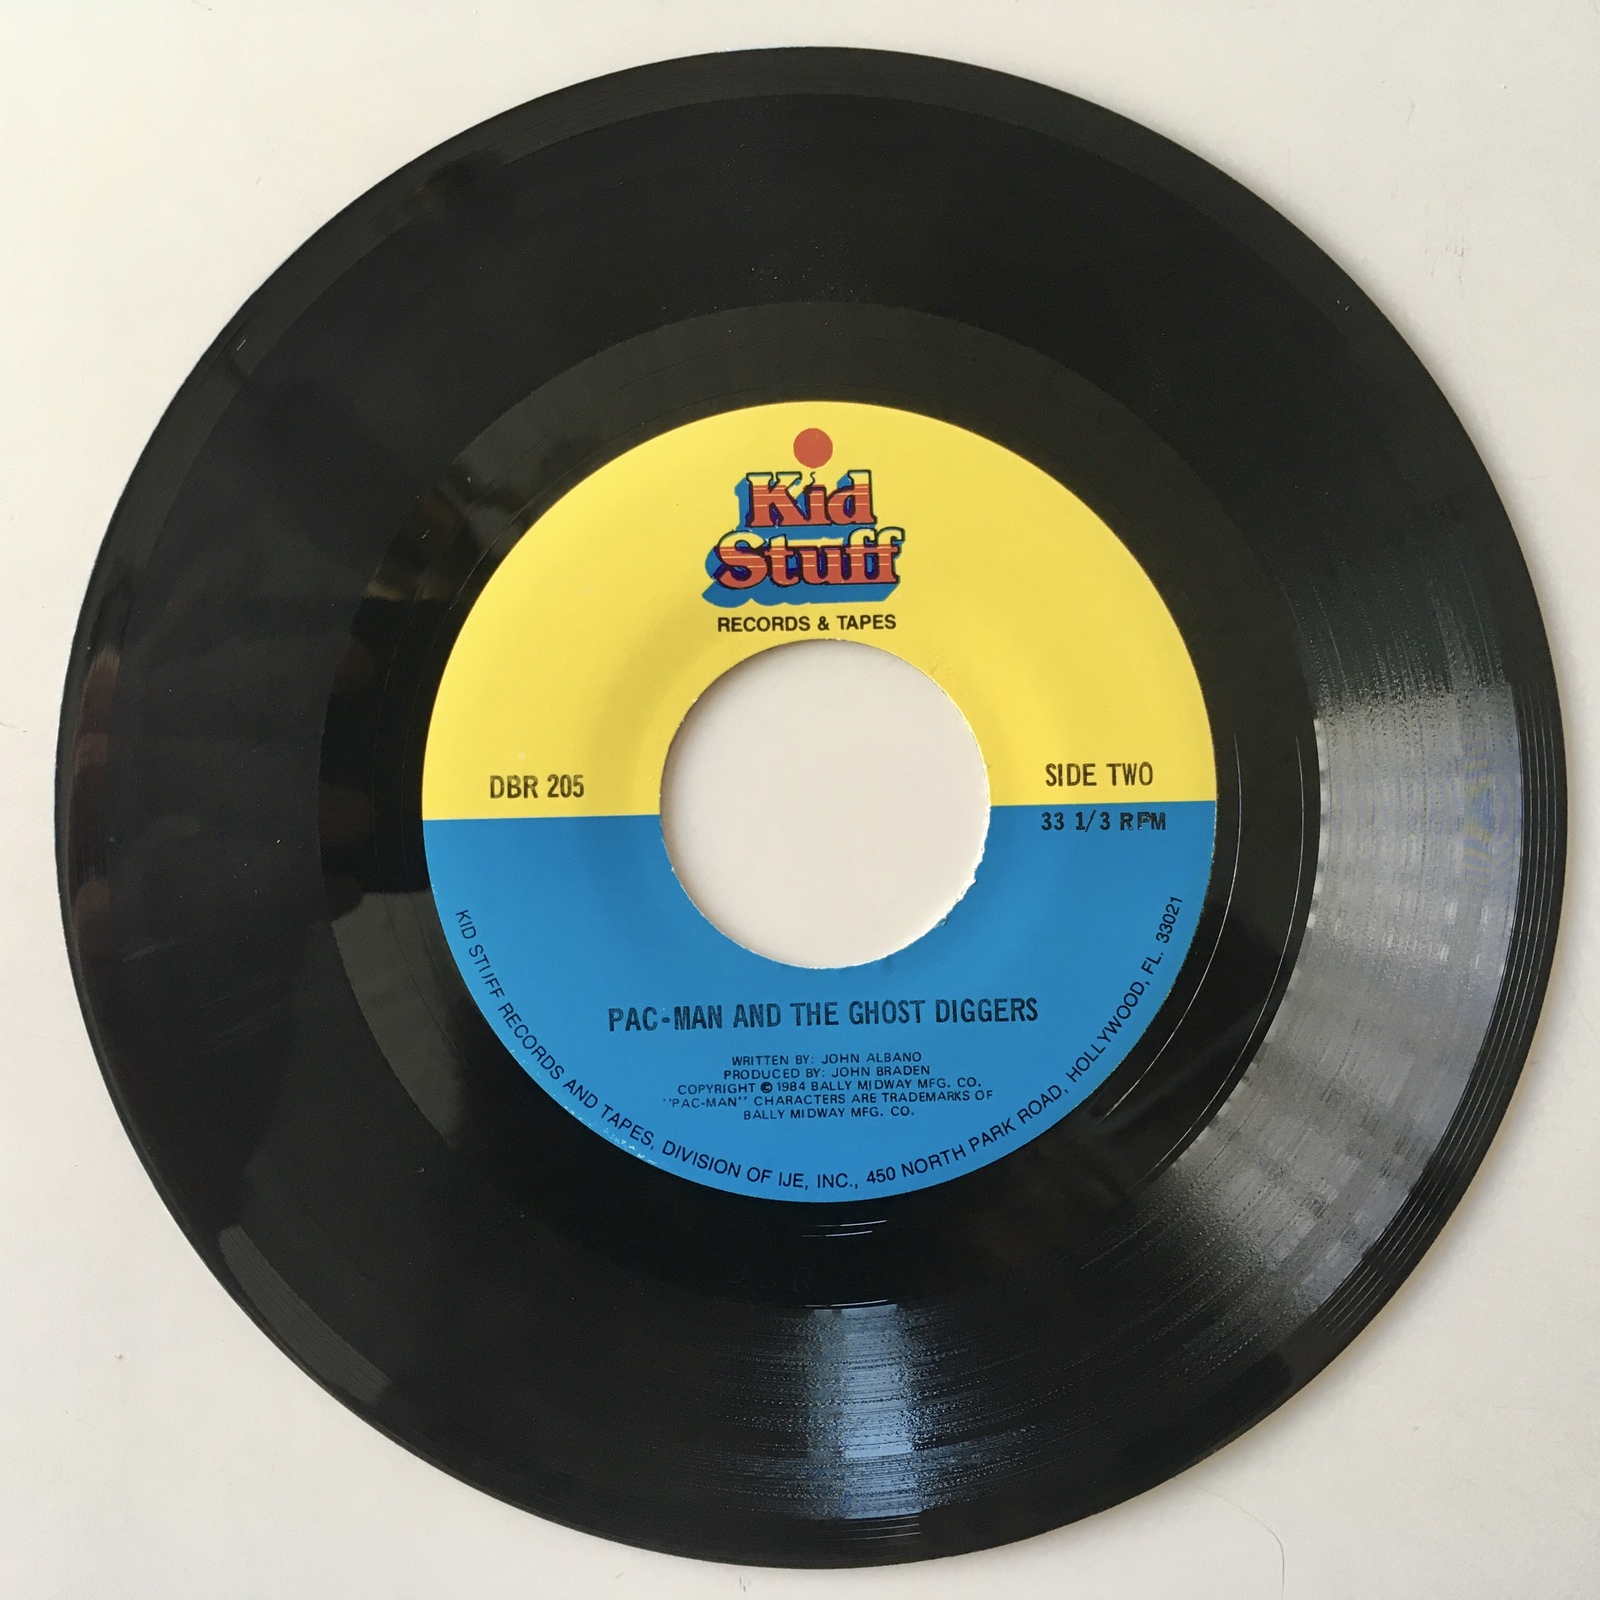 Kid
Stuff
RECORDS & TAPES
DBR 205
SIDE TWO
33 1/3 RPM
PAC-MAN AND THE GHOST DIGGERS
WRITTEN BY: JOHN ALBANO
PRODUCED BY: JOHN BRADEN
COPYRIGHT © 1984 BALLY MIDWAY MFG. CO.
"PAC-MAN" CHARACTERS ARE TRADEMARKS OF
BALLY MIDWAY MFG. CO.
KID STUFF RECORDS AND TAPES, DIVISION OF IJE, INC., 450 NORTH PARK ROAD, HOLLYWOOD, FL. 33021